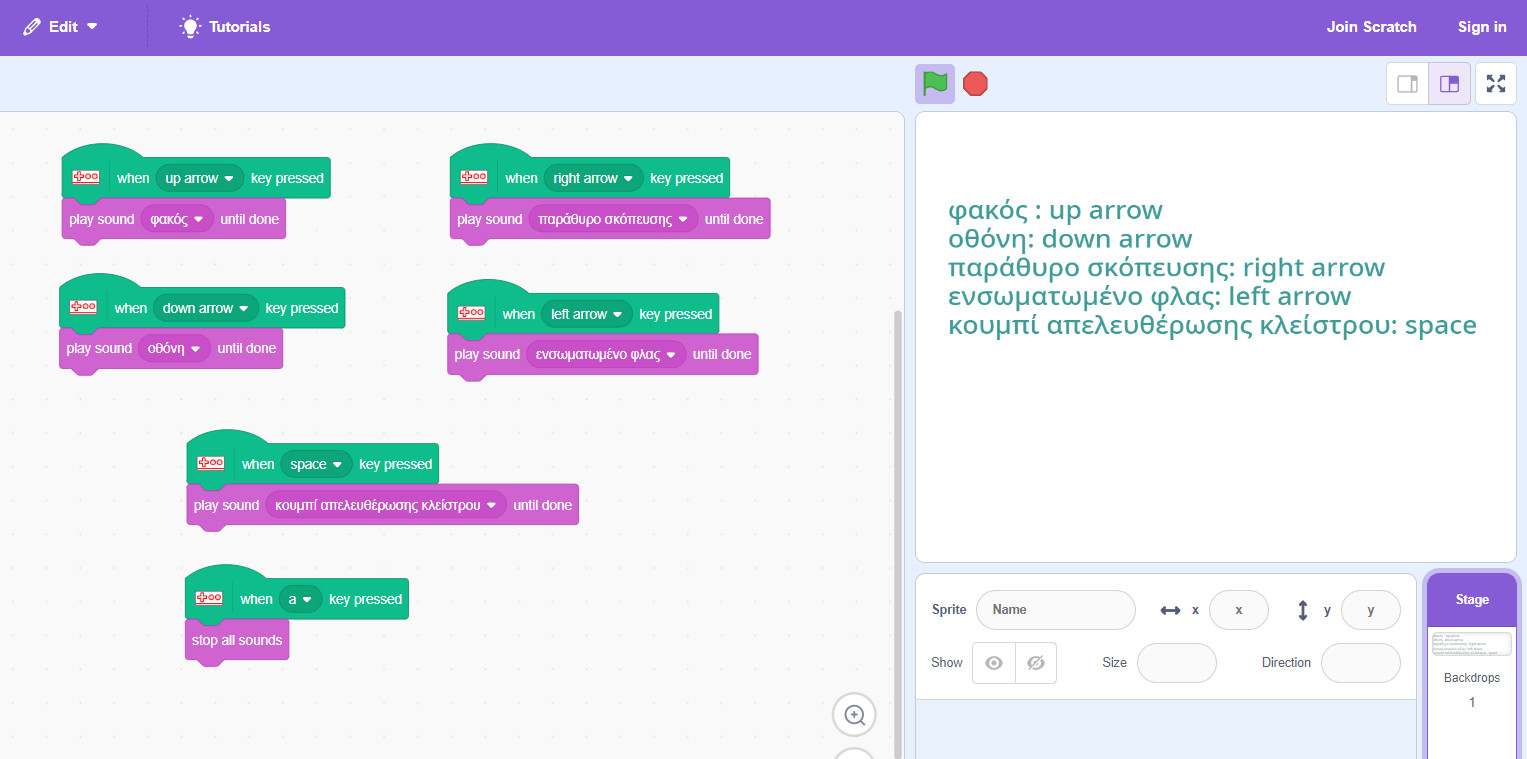 Edit
Tutorials
Join Scratch
Sign in
when up arrow key pressed
play sound φακός until done
when right arrow key pressed
play sound παράθυρο σκόπευσης until done
when down arrow key pressed
play sound οθόνη until done
when left arrow key pressed
play sound ενσωματωμένο φλας until done
when space key pressed
play sound κουμπί απελευθέρωσης κλείστρου until done
when a key pressed
stop all sounds
φακός : up arrow
οθόνη: down arrow
παράθυρο σκόπευσης: right arrow
ενσωματωμένο φλας: left arrow
κουμπί απελευθέρωσης κλείστρου: space
Sprite Name x x y y
Show Size Direction
Stage
Backdrops
1